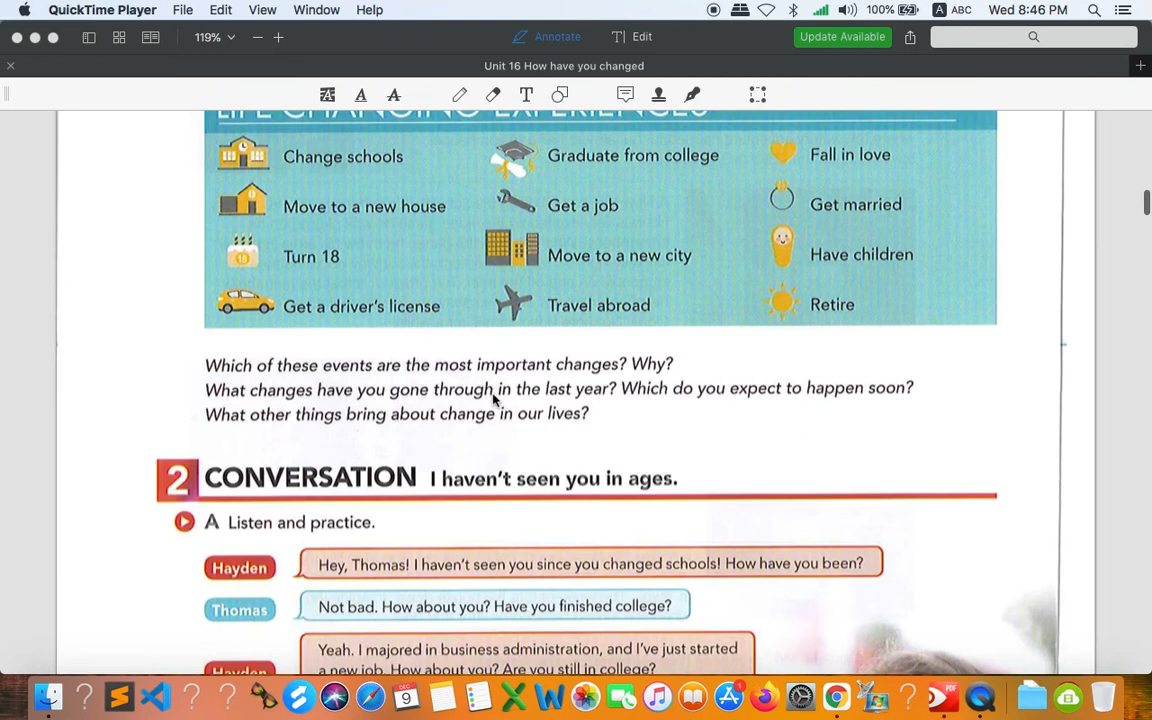 QuickTime Player File Edit View Window Help 100% A ABC Wed 8:46 PM
119% Annotate Edit Update Available
Unit 16 How have you changed
LIFE CHANGING EXPERIENCES
Change schools Graduate from college Fall in love
Move to a new house Get a job Get married
Turn 18 Move to a new city Have children
Get a driver's license Travel abroad Retire
Which of these events are the most important changes? Why?
What changes have you gone through in the last year? Which do you expect to happen soon?
What other things bring about change in our lives?
2 CONVERSATION I haven't seen you in ages.
A Listen and practice.
Hayden Hey, Thomas! I haven't seen you since you changed schools! How have you been?
Thomas Not bad. How about you? Have you finished college?
Yeah. I majored in business administration, and I've just started
Hayden a new job. How about you? Are you still in college?